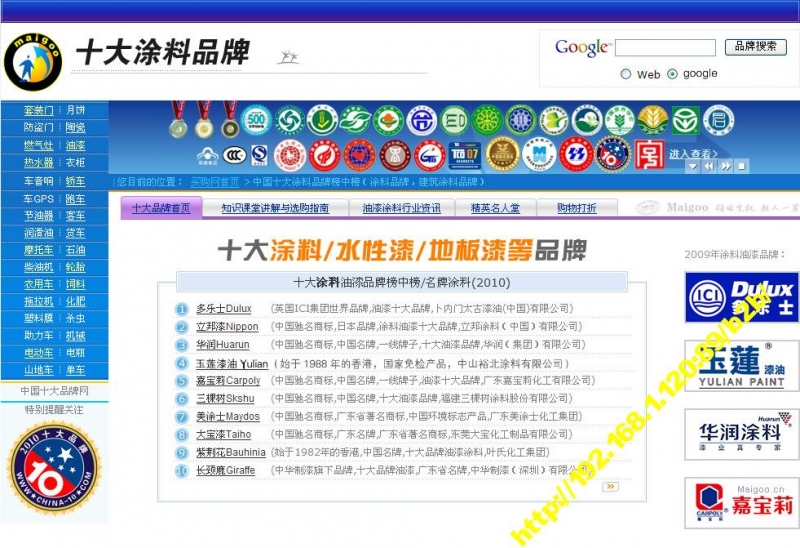 maigoo
十大涂料品牌
Google™
品牌搜索
Web google
套装门 月饼
防盗门 陶瓷
燃气灶 油漆
热水器 衣柜
车音响 轿车
车GPS 跑车
节油器 客车
润滑油 货车
摩托车 石油
柴油机 轮胎
农用车 饲料
拖拉机 化肥
塑料膜 杀虫
助力车 机械
电动车 电瓶
山地车 单车
中国十大品牌网
特别提醒关注
2010十大品牌
10
WWW.CHINA-10.COM
500
进入查看>
您目前的位置： 买购网首页 > 中国十大涂料品牌榜中榜（涂料品牌，建筑涂料品牌）
十大品牌首页 知识课堂讲解与选购指南 油漆涂料行业资讯 精英名人堂 购物打折
Maigoo
十大涂料/水性漆/地板漆等品牌
十大涂料油漆品牌榜中榜/名牌涂料(2010)
1 多乐士Dulux (英国ICI集团世界品牌,油漆十大品牌,卜内门太古漆油(中国)有限公司)
2 立邦漆Nippon (中国驰名商标,日本品牌,涂料油漆十大品牌,立邦涂料（中国）有限公司)
3 华润Huarun (中国驰名商标,中国名牌,一线牌子,十大油漆品牌,华润（集团）有限公司)
4 玉莲漆油 Yulian (始于 1988 年的香港，国家免检产品，中山裕北涂料有限公司)
5 嘉宝莉Carpoly (中国驰名商标,中国名牌,一线牌子,油漆十大品牌,广东嘉宝莉化工有限公司)
6 三棵树Skshu (中国驰名商标,中国名牌,十大油漆品牌,福建三棵树涂料股份有限公司)
7 美涂士Maydos (中国驰名商标,广东省著名商标,中国环境标志产品,广东美涂士化工集团)
8 大宝漆Taiho (中国驰名商标,广东名牌,广东省著名商标,东莞大宝化工制品有限公司)
9 紫荆花Bauhinia (始于1982年的香港,中国名牌,十大品牌油漆涂料,叶氏化工集团)
10 长颈鹿Giraffe (中华制漆旗下品牌,十大品牌油漆,广东省名牌,中华制漆（深圳）有限公司)
2009年涂料油漆品牌：
ICI Dulux
多乐士
玉蓮 漆油
YULIAN PAINT
Huarun
华润涂料
漆业真专家
Maigoo.cn
CARPOLY 嘉宝莉
http://192.168.1.120:89/b2b/